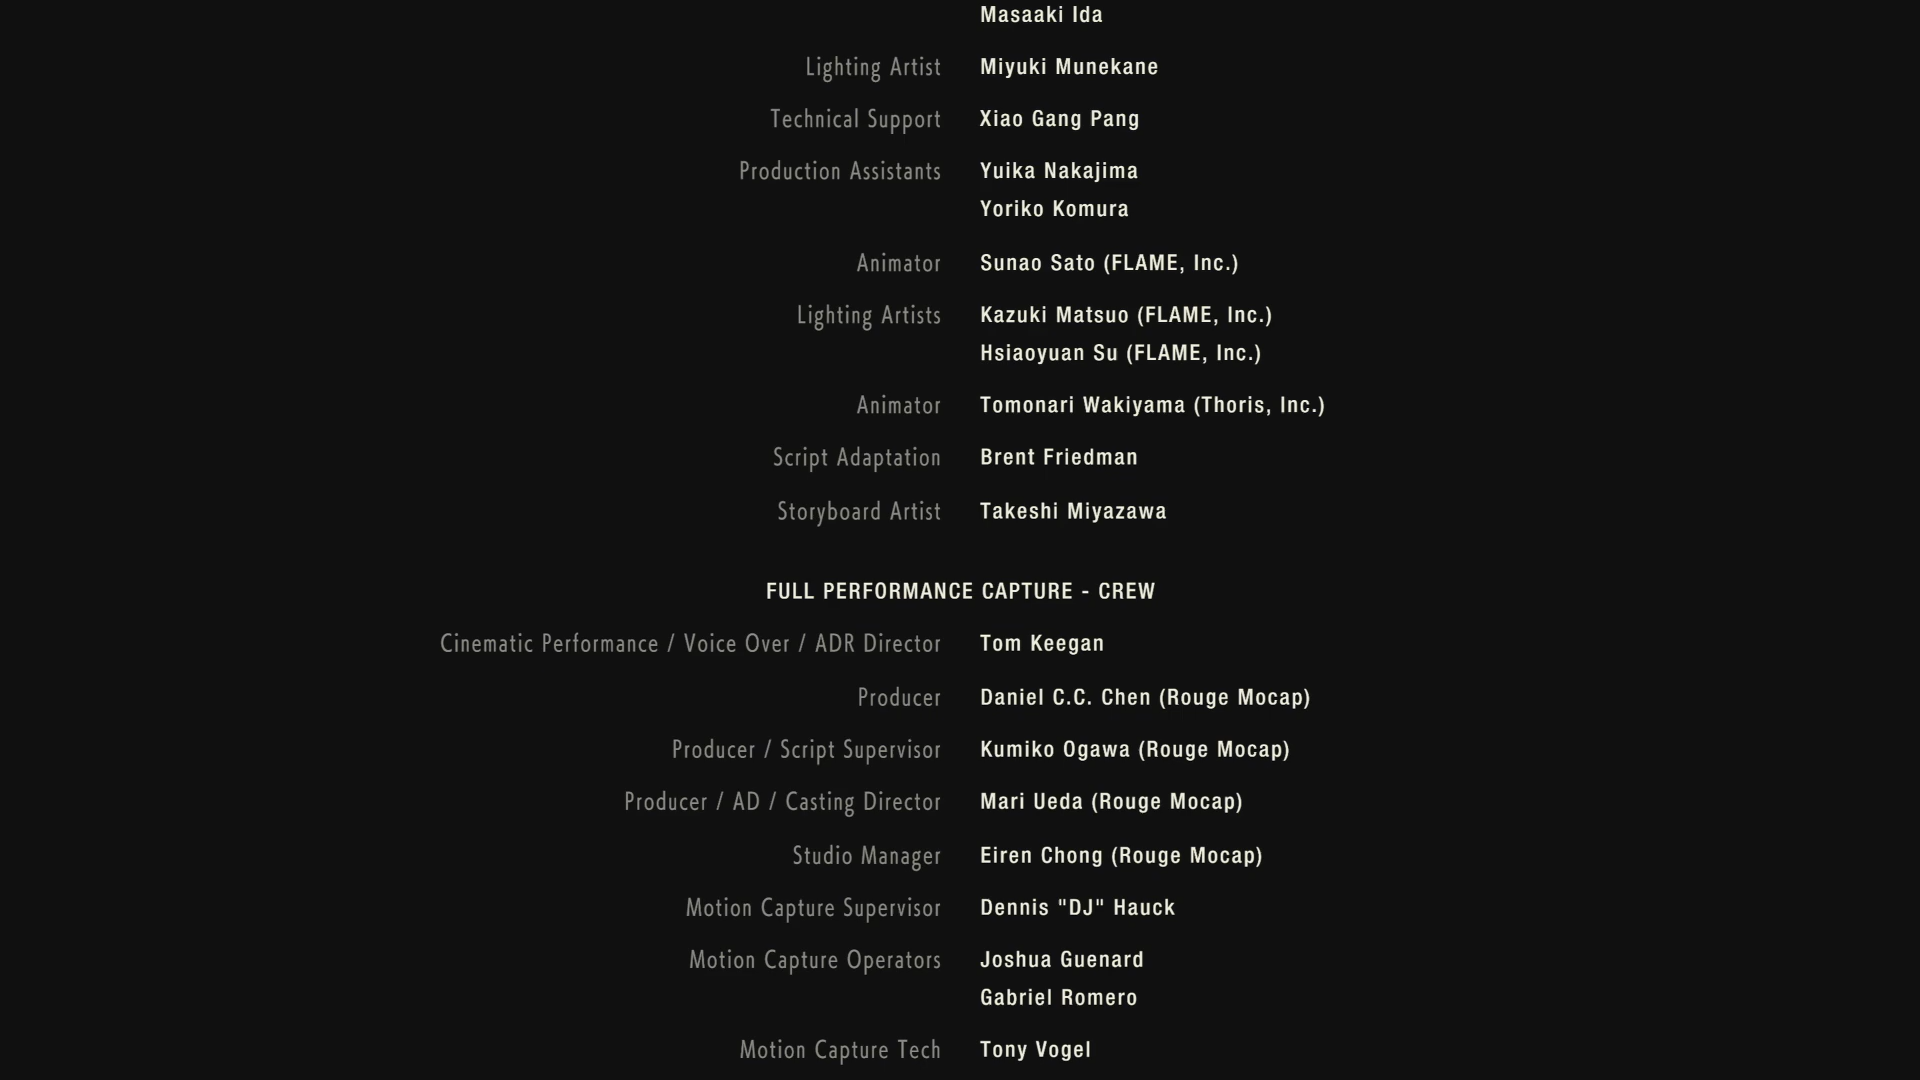 Masaaki Ida
Lighting Artist Miyuki Munekane
Technical Support Xiao Gang Pang
Production Assistants Yuika Nakajima
Yoriko Komura
Animator Sunao Sato (FLAME, Inc.)
Lighting Artists Kazuki Matsuo (FLAME, Inc.)
Hsiaoyuan Su (FLAME, Inc.)
Animator Tomonari Wakiyama (Thoris, Inc.)
Script Adaptation Brent Friedman
Storyboard Artist Takeshi Miyazawa
FULL PERFORMANCE CAPTURE - CREW
Cinematic Performance / Voice Over / ADR Director Tom Keegan
Producer Daniel C.C. Chen (Rouge Mocap)
Producer / Script Supervisor Kumiko Ogawa (Rouge Mocap)
Producer / AD / Casting Director Mari Ueda (Rouge Mocap)
Studio Manager Eiren Chong (Rouge Mocap)
Motion Capture Supervisor Dennis "DJ" Hauck
Motion Capture Operators Joshua Guenard
Gabriel Romero
Motion Capture Tech Tony Vogel